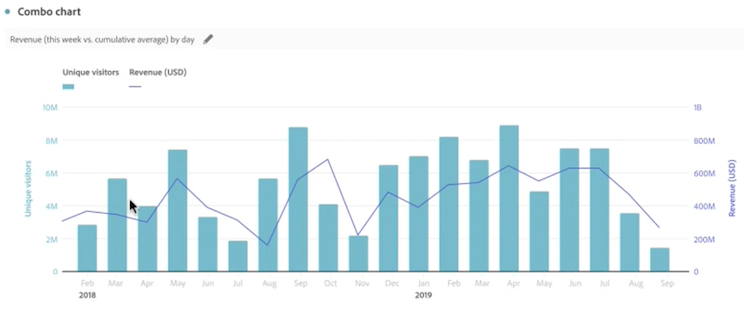 Combo chart
Revenue (this week vs. cumulative average) by day
Unique visitors Revenue (USD)
10M 1B
8M 800M
6M 600M
4M 400M
2M 200M
0 0
Unique visitors
Revenue (USD)
Feb Mar Apr May Jun Jul Aug Sep Oct Nov Dec Jan Feb Mar Apr May Jun Jul Aug Sep
2018 2019